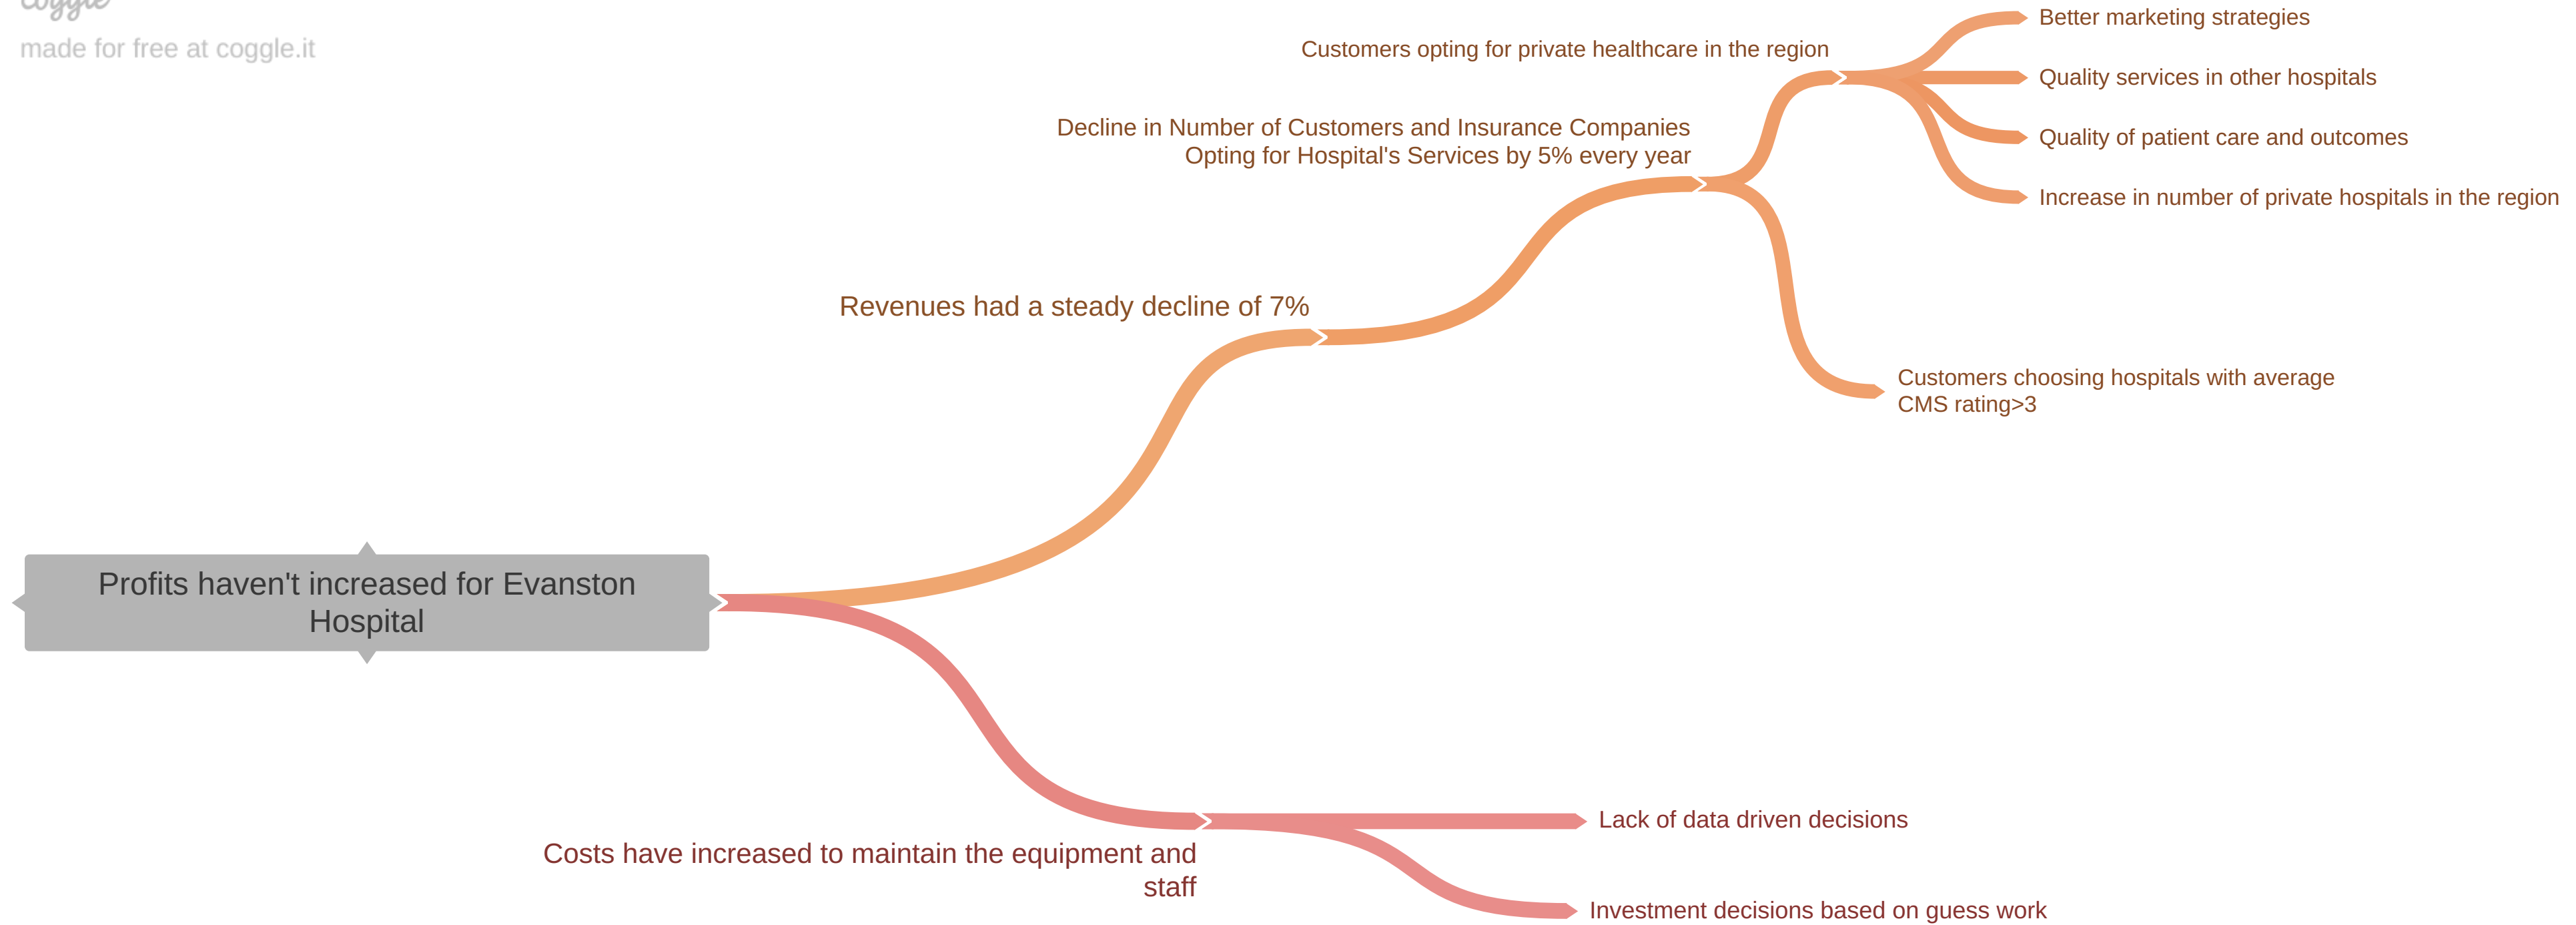 coggle
made for free at coggle.it
Better marketing strategies
Customers opting for private healthcare in the region
Quality services in other hospitals
Decline in Number of Customers and Insurance Companies
Opting for Hospital's Services by 5% every year
Quality of patient care and outcomes
Increase in number of private hospitals in the region
Revenues had a steady decline of 7%
Customers choosing hospitals with average
CMS rating>3
Profits haven't increased for Evanston
Hospital
Costs have increased to maintain the equipment and
staff
Lack of data driven decisions
Investment decisions based on guess work